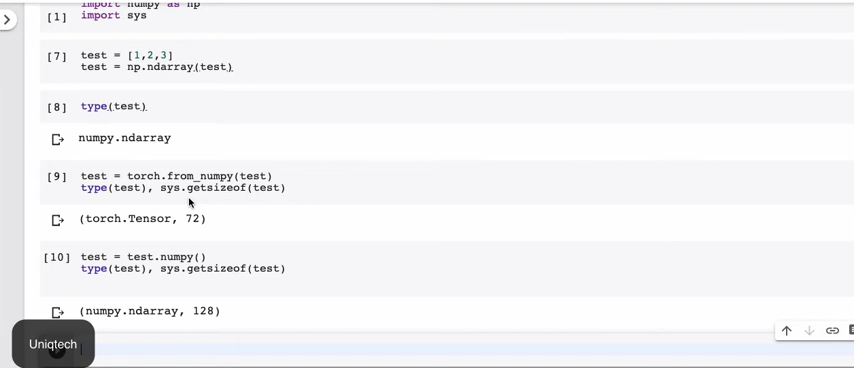 import numpy as np
[1] import sys
[7] test = [1,2,3]
test = np.ndarray(test)
[8] type(test)
numpy.ndarray
[9] test = torch.from_numpy(test)
type(test), sys.getsizeof(test)
(torch.Tensor, 72)
[10] test = test.numpy()
type(test), sys.getsizeof(test)
(numpy.ndarray, 128)
Uniqtech